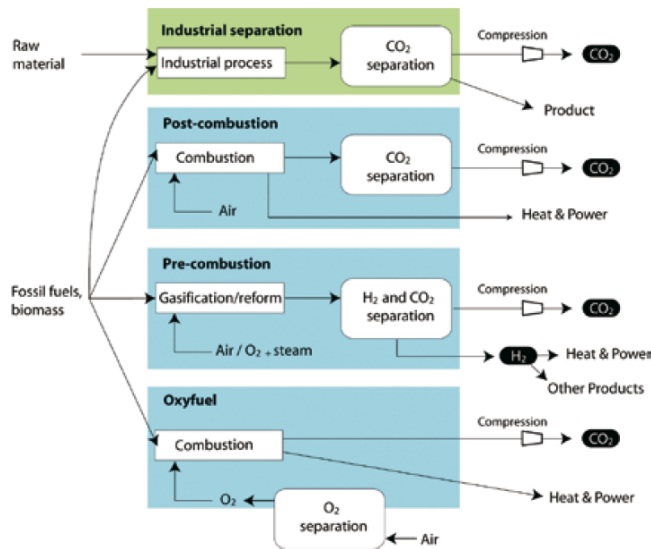 Industrial separation
Raw
material
Industrial process
CO2
separation
Compression
CO2
Product
Post-combustion
Combustion
CO2
separation
Compression
CO2
Air
Heat & Power
Pre-combustion
Fossil fuels,
biomass
Gasification/reform
H2 and CO2
separation
Compression
CO2
Air / O2 + steam
H2
Heat & Power
Other Products
Oxyfuel
Combustion
Compression
CO2
O2
O2
separation
Heat & Power
Air